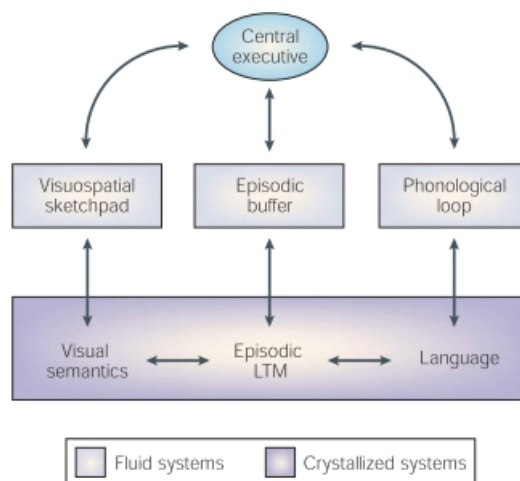 Central
executive
Visuospatial
sketchpad
Episodic
buffer
Phonological
loop
Visual
semantics
Episodic
LTM
Language
Fluid systems
Crystallized systems